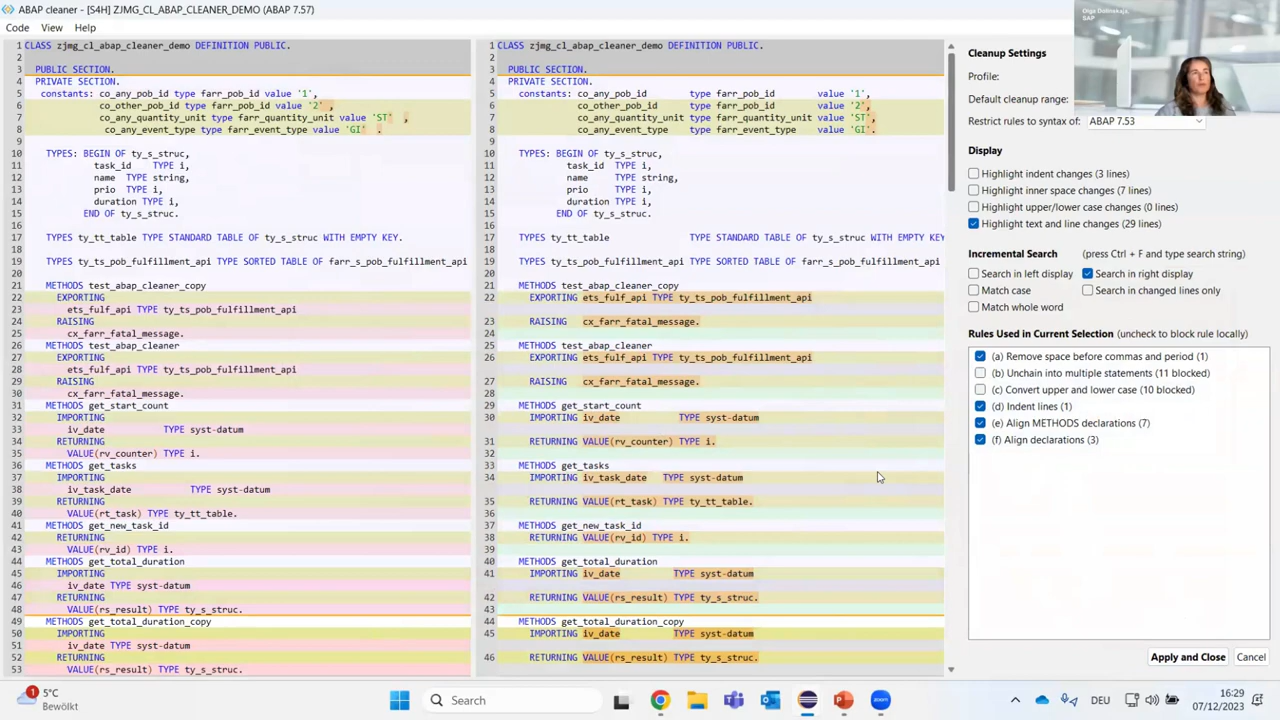 ABAP cleaner - [S4H] ZJMG_CL_ABAP_CLEANER_DEMO (ABAP 7.57)
Code View Help
1 CLASS zjmg_cl_abap_cleaner_demo DEFINITION PUBLIC.
2
3 PUBLIC SECTION.
4 PRIVATE SECTION.
5 constants: co_any_pob_id type farr_pob_id value '1',
6 co_other_pob_id type farr_pob_id value '2' ,
7 co_any_quantity_unit type farr_quantity_unit value 'ST' ,
8 co_any_event_type type farr_event_type value 'GI' .
9
10 TYPES: BEGIN OF ty_s_struc,
11 task_id TYPE i,
12 name TYPE string,
13 prio TYPE i,
14 duration TYPE i,
15 END OF ty_s_struc.
16
17 TYPES ty_tt_table TYPE STANDARD TABLE OF ty_s_struc WITH EMPTY KEY.
18
19 TYPES ty_ts_pob_fulfillment_api TYPE SORTED TABLE OF farr_s_pob_fulfillment_api
20
21 METHODS test_abap_cleaner_copy
22 EXPORTING
23 ets_fulf_api TYPE ty_ts_pob_fulfillment_api
24 RAISING
25 cx_farr_fatal_message.
26 METHODS test_abap_cleaner
27 EXPORTING
28 ets_fulf_api TYPE ty_ts_pob_fulfillment_api
29 RAISING
30 cx_farr_fatal_message.
31 METHODS get_start_count
32 IMPORTING
33 iv_date TYPE syst-datum
34 RETURNING
35 VALUE(rv_counter) TYPE i.
36 METHODS get_tasks
37 IMPORTING
38 iv_task_date TYPE syst-datum
39 RETURNING
40 VALUE(rt_task) TYPE ty_tt_table.
41 METHODS get_new_task_id
42 RETURNING
43 VALUE(rv_id) TYPE i.
44 METHODS get_total_duration
45 IMPORTING
46 iv_date TYPE syst-datum
47 RETURNING
48 VALUE(rs_result) TYPE ty_s_struc.
49 METHODS get_total_duration_copy
50 IMPORTING
51 iv_date TYPE syst-datum
52 RETURNING
53 VALUE(rs_result) TYPE ty_s_struc.
1 CLASS zjmg_cl_abap_cleaner_demo DEFINITION PUBLIC.
2
3 PUBLIC SECTION.
4 PRIVATE SECTION.
5 constants: co_any_pob_id type farr_pob_id value '1',
6 co_other_pob_id type farr_pob_id value '2',
7 co_any_quantity_unit type farr_quantity_unit value 'ST',
8 co_any_event_type type farr_event_type value 'GI'.
9
10 TYPES: BEGIN OF ty_s_struc,
11 task_id TYPE i,
12 name TYPE string,
13 prio TYPE i,
14 duration TYPE i,
15 END OF ty_s_struc.
16
17 TYPES ty_tt_table TYPE STANDARD TABLE OF ty_s_struc WITH EMPTY
18
19 TYPES ty_ts_pob_fulfillment_api TYPE SORTED TABLE OF farr_s_pob_fulfillment_api
20
21 METHODS test_abap_cleaner_copy
22 EXPORTING ets_fulf_api TYPE ty_ts_pob_fulfillment_api
23 RAISING cx_farr_fatal_message.
24
25 METHODS test_abap_cleaner
26 EXPORTING ets_fulf_api TYPE ty_ts_pob_fulfillment_api
27 RAISING cx_farr_fatal_message.
28
29 METHODS get_start_count
30 IMPORTING iv_date TYPE syst-datum
31 RETURNING VALUE(rv_counter) TYPE i.
32
33 METHODS get_tasks
34 IMPORTING iv_task_date TYPE syst-datum
35 RETURNING VALUE(rt_task) TYPE ty_tt_table.
36
37 METHODS get_new_task_id
38 RETURNING VALUE(rv_id) TYPE i.
39
40 METHODS get_total_duration
41 IMPORTING iv_date TYPE syst-datum
42 RETURNING VALUE(rs_result) TYPE ty_s_struc.
43
44 METHODS get_total_duration_copy
45 IMPORTING iv_date TYPE syst-datum
46 RETURNING VALUE(rs_result) TYPE ty_s_struc.
Olga Dolinskaja,
SAP
Cleanup Settings
Profile:
Default cleanup range:
Restrict rules to syntax of: ABAP 7.53
Display
Highlight indent changes (3 lines)
Highlight inner space changes (7 lines)
Highlight upper/lower case changes (0 lines)
Highlight text and line changes (29 lines)
Incremental Search (press Ctrl + F and type search string)
Search in left display Search in right display
Match case Search in changed lines only
Match whole word
Rules Used in Current Selection (uncheck to block rule locally)
(a) Remove space before commas and period (1)
(b) Unchain into multiple statements (11 blocked)
(c) Convert upper and lower case (10 blocked)
(d) Indent lines (1)
(e) Align METHODS declarations (7)
(f) Align declarations (3)
Apply and Close Cancel
1
5°C
Bewölkt
Search
DEU
16:29
07/12/2023